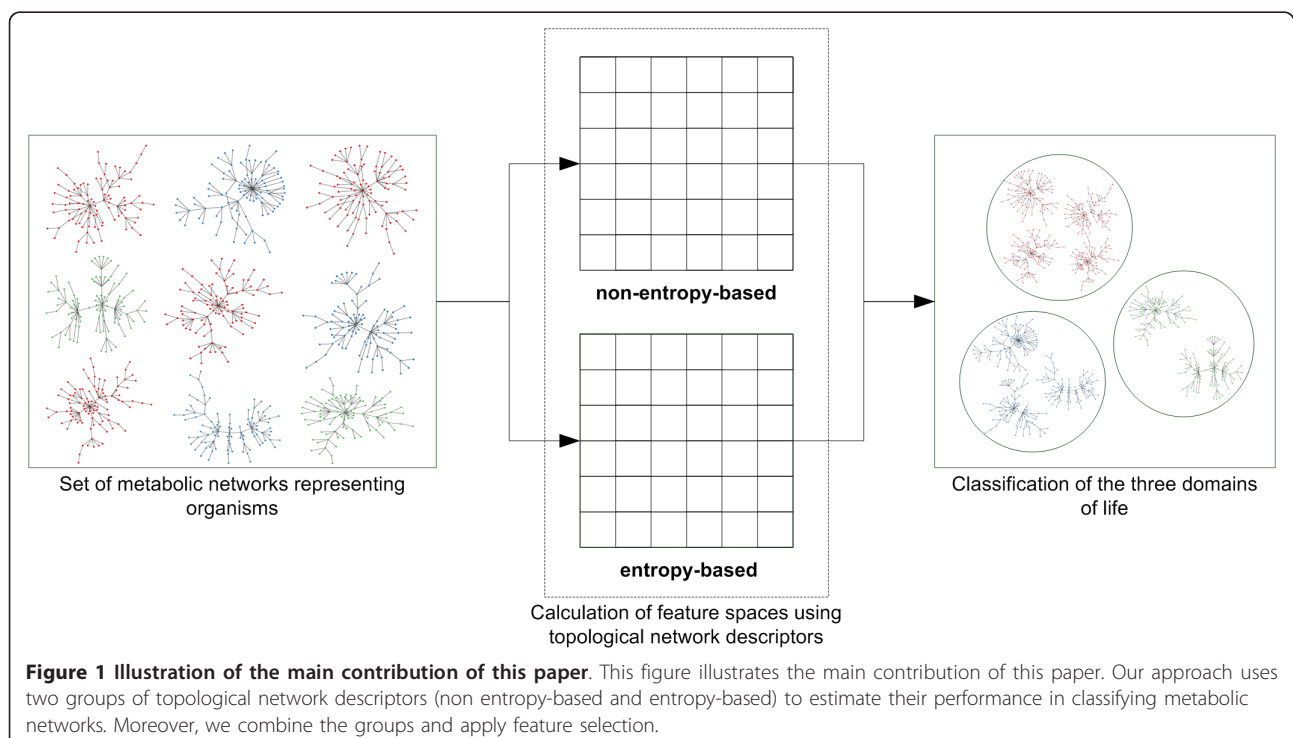 non-entropy-based
entropy-based
Set of metabolic networks representing
organisms
Calculation of feature spaces using
topological network descriptors
Classification of the three domains
of life
Figure 1 Illustration of the main contribution of this paper. This figure illustrates the main contribution of this paper. Our approach uses
two groups of topological network descriptors (non entropy-based and entropy-based) to estimate their performance in classifying metabolic
networks. Moreover, we combine the groups and apply feature selection.